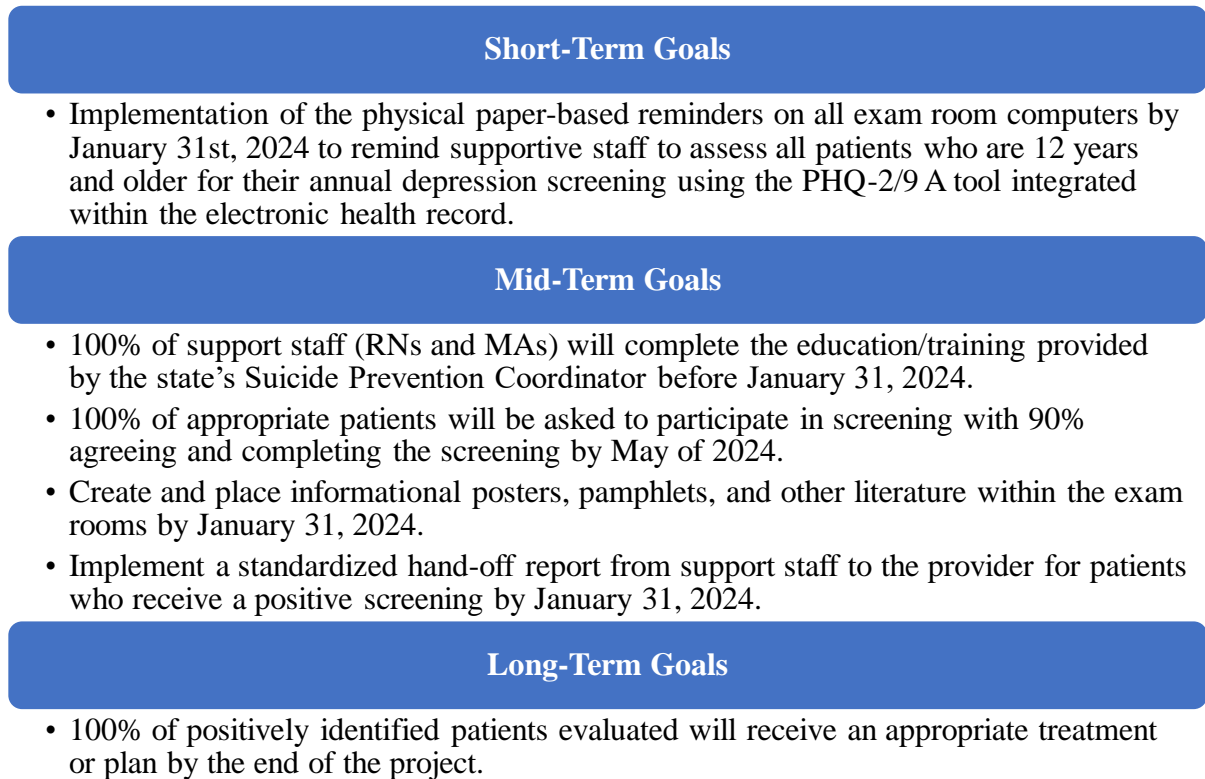 Short-Term Goals
• Implementation of the physical paper-based reminders on all exam room computers by
January 31st, 2024 to remind supportive staff to assess all patients who are 12 years
and older for their annual depression screening using the PHQ-2/9 A tool integrated
within the electronic health record.
Mid-Term Goals
• 100% of support staff (RNs and MAs) will complete the education/training provided
by the state's Suicide Prevention Coordinator before January 31, 2024.
• 100% of appropriate patients will be asked to participate in screening with 90%
agreeing and completing the screening by May of 2024.
• Create and place informational posters, pamphlets, and other literature within the exam
rooms by January 31, 2024.
• Implement a standardized hand-off report from support staff to the provider for patients
who receive a positive screening by January 31, 2024.
Long-Term Goals
• 100% of positively identified patients evaluated will receive an appropriate treatment
or plan by the end of the project.